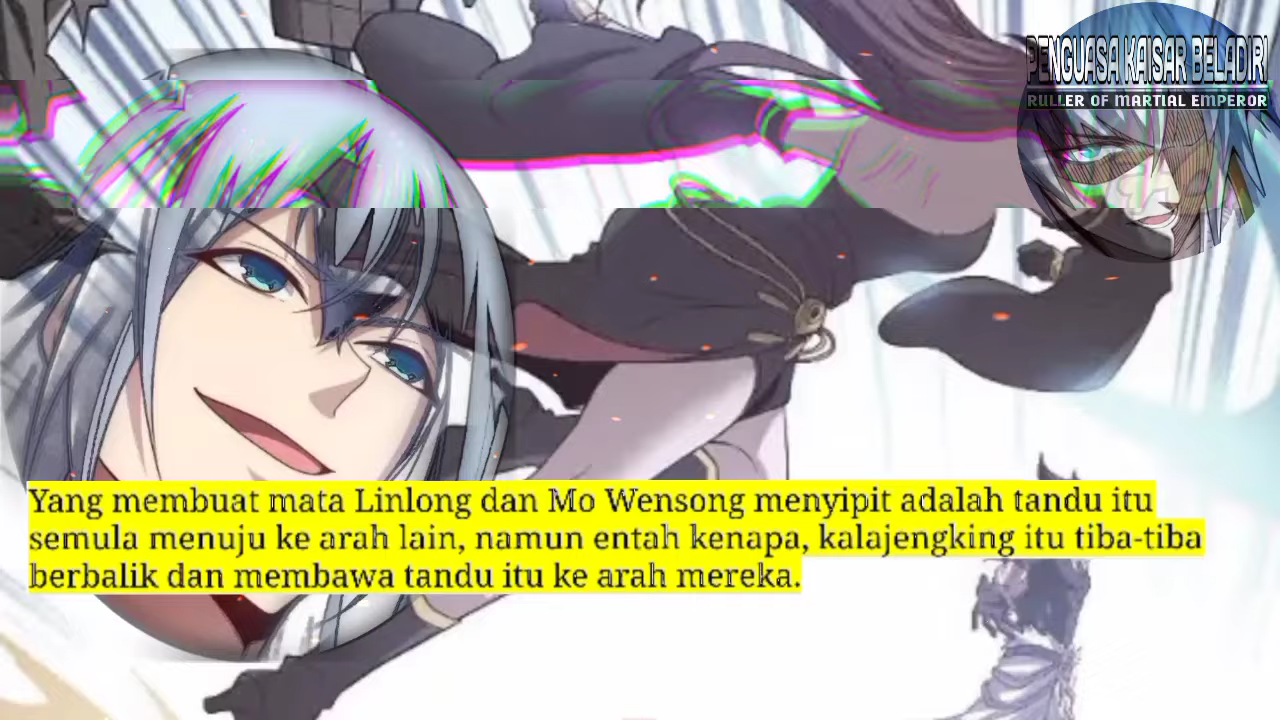 PENGUASA KAISAR BELADIRI
RULLER OF MARTIAL EMPEROR
Yang membuat mata Linlong dan Mo Wensong menyipit adalah tandu itu
semula menuju ke arah lain, namun entah kenapa, kalajengking itu tiba-tiba
berbalik dan membawa tandu itu ke arah mereka.